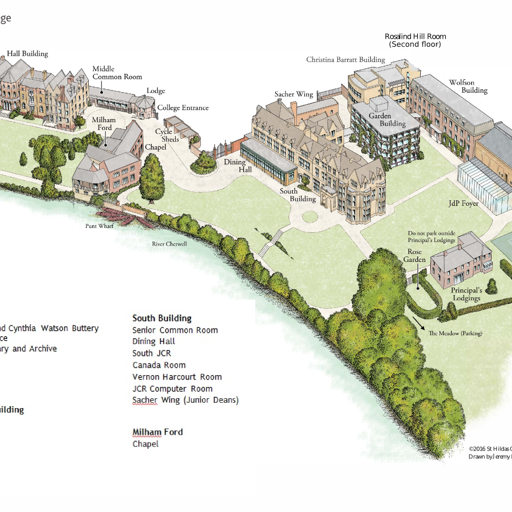 ge
Rosalind Hill Room
(Second floor)
Hall Building
Christina Barratt Building
Middle
Common Room
Wolfson
Building
Lodge
Sacher Wing
College Entrance
Garden
Building
Milham
Ford
Cycle
Sheds
Chapel
Dining
Hall
South
Building
JdP Foyer
Punt Wharf
River Cherwell
Do not park outside
Principal's Lodgings
Rose
Garden
Principal's
Lodgings
The Meadow (Parking)
nd Cynthia Watson Buttery
ce
ry and Archive
ilding
South Building
Senior Common Room
Dining Hall
South JCR
Canada Room
Vernon Harcourt Room
JCR Computer Room
Sacher Wing (Junior Deans)
Milham Ford
Chapel
©2016 St Hildas C
Drawn by Jeremy